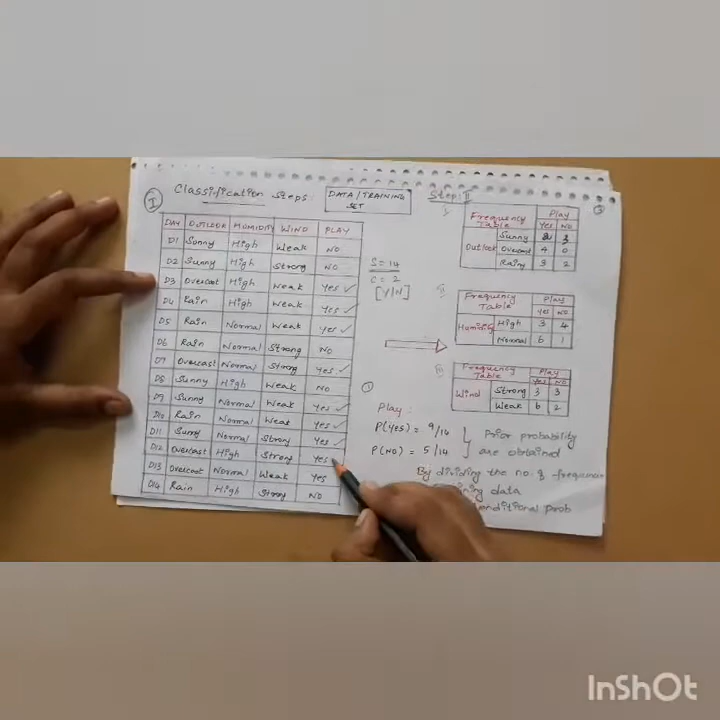 I
Classification Steps:
DATA/TRAINING
SET
DAY OUTLOOK HUMIDITY WIND PLAY
D1 Sunny High Weak NO
D2 Sunny High Strong NO
D3 Overcast High Weak Yes ✓
D4 Rain High Weak Yes ✓
D5 Rain Normal Weak Yes ✓
D6 Rain Normal Strong NO
D7 Overcast Normal Strong Yes ✓
D8 Sunny High Weak NO
D9 Sunny Normal Weak Yes ✓
D10 Rain Normal Weak Yes ✓
D11 Sunny Normal Strong Yes ✓
D12 Overcast High Strong Yes
D13 Overcast Normal Weak Yes
D14 Rain High Strong NO
S = 14
C = 2
[Y/N]
Step: II
Frequency Table Play
Yes NO
Outlook Sunny 2 3
Overcast 4 0
Rainy 3 2
Frequency Table Play
Yes NO
Humidity High 3 4
Normal 6 1
Frequency Table Play
Yes NO
Wind Strong 3 3
Weak 6 2
Play:
P(YES) = 9/14
P(NO) = 5/14
Prior probability
are obtained
By dividing the no. of
data